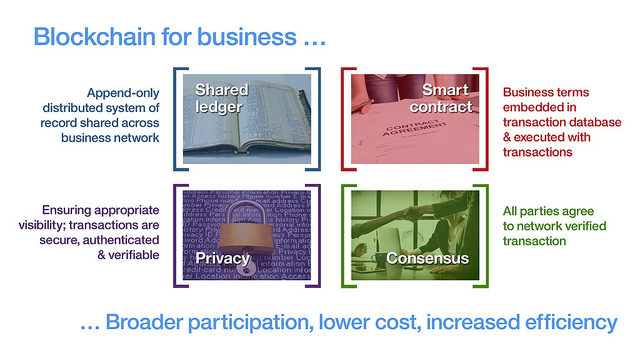 Blockchain for business ...
Append-only
distributed system of
record shared across
business network
Shared
ledger
Smart
contract
CONTRACT
AGREEMENT
Business terms
embedded in
transaction database
& executed with
transactions
Ensuring appropriate
visibility; transactions are
secure, authenticated
& verifiable
Privacy
Consensus
All parties agree
to network verified
transaction
... Broader participation, lower cost, increased efficiency